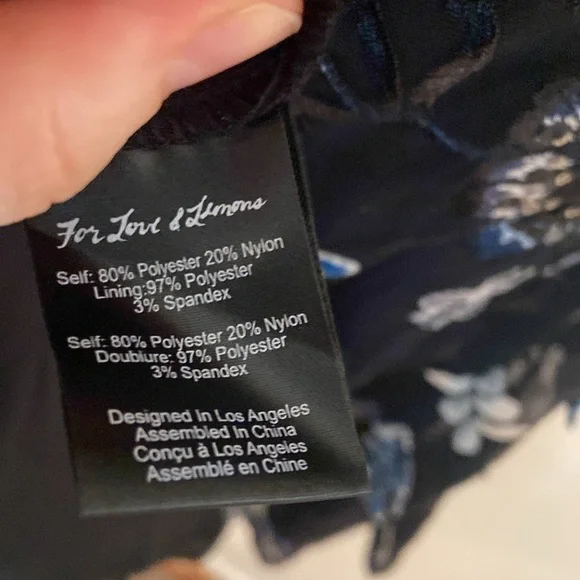 For Love & Lemons
Self: 80% Polyester 20% Nylon
Lining:97% Polyester
3% Spandex
Self: 80% Polyester 20% Nylon
Doublure: 97% Polyester
3% Spandex
Designed In Los Angeles
Assembled In China
Conçu à Los Angeles
Assemblé en Chine